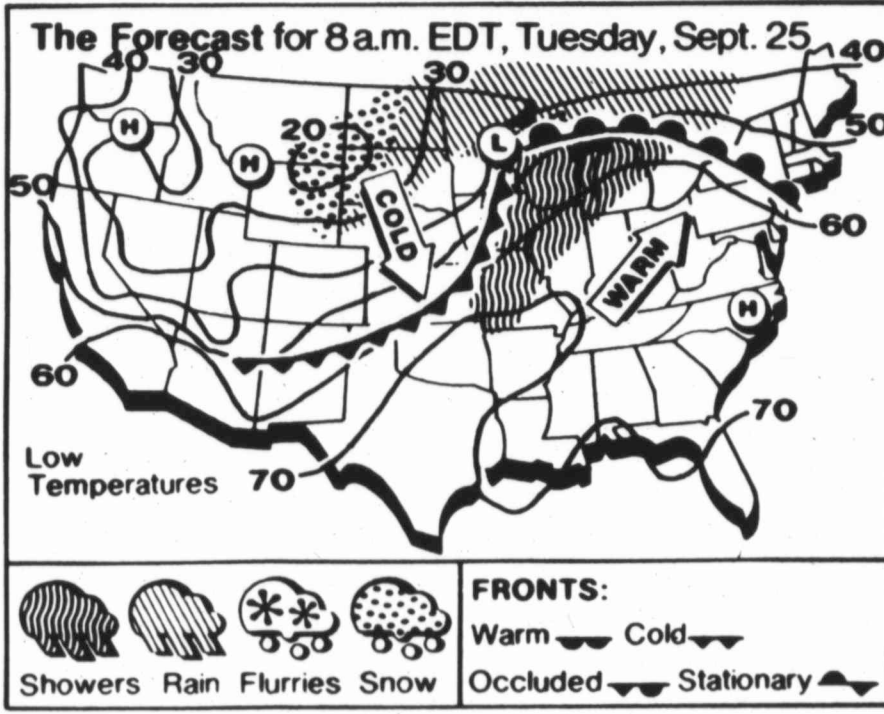 The Forecast for 8 a.m. EDT, Tuesday, Sept. 25
40 30 30 40
H 20 L 50
H
50
COLD
60
WARM
H
60
70
Low
Temperatures 70
FRONTS:
Warm Cold
Showers Rain Flurries Snow Occluded Stationary